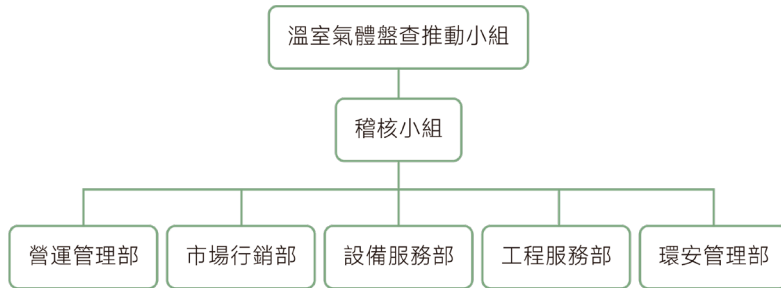 溫室氣體盤查推動小組
稽核小組
營運管理部
市場行銷部
設備服務部
工程服務部
環安管理部